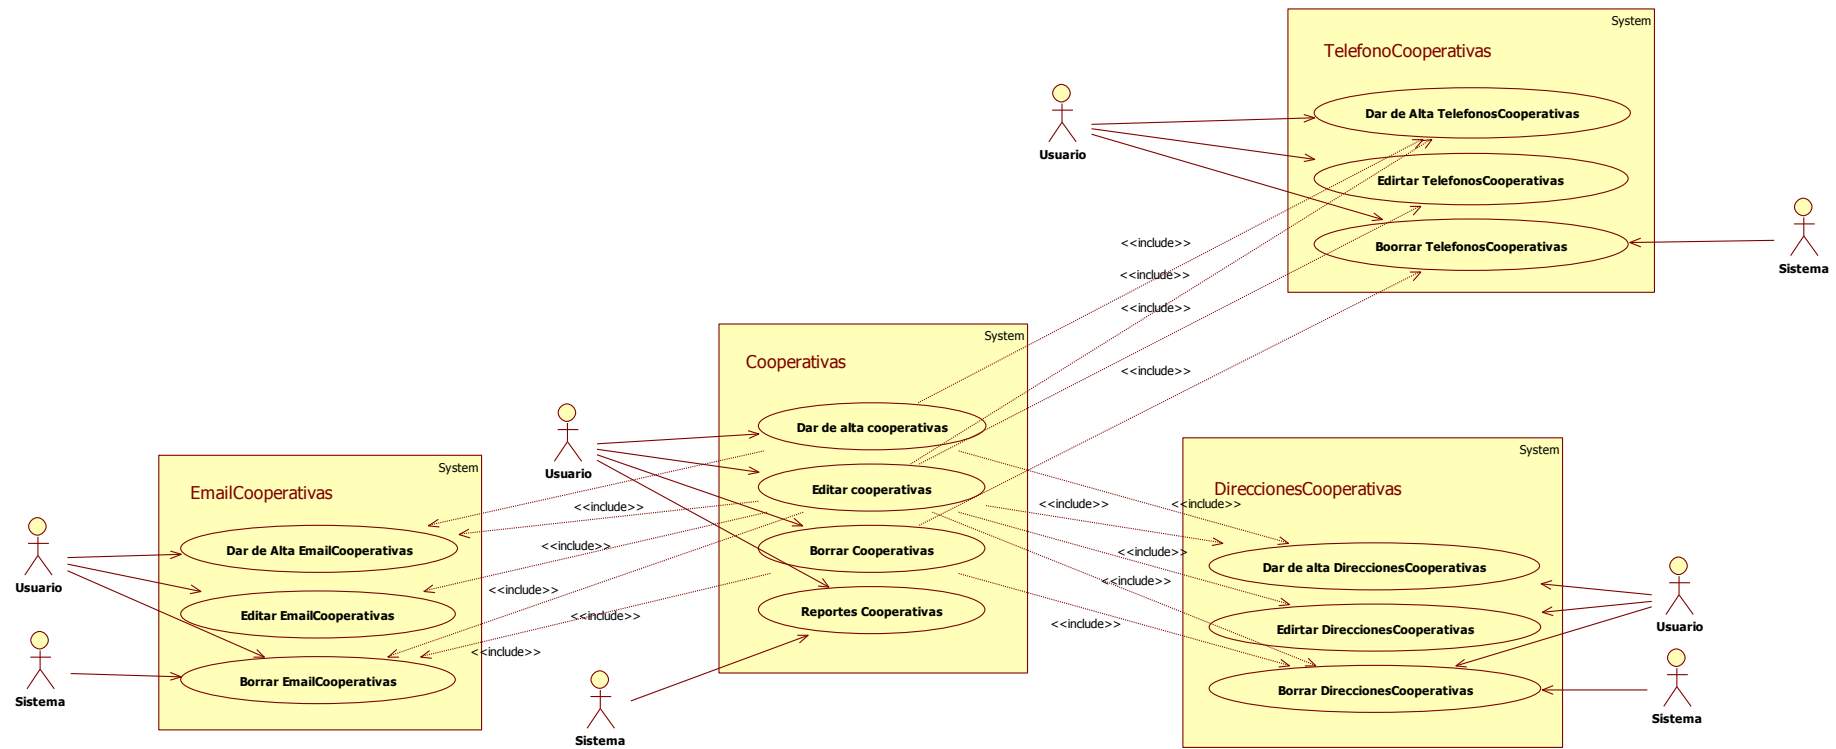 System
TelefonoCooperativas
Dar de Alta TelefonosCooperativas
Usuario
Edirtar TelefonosCooperativas
Boorrar TelefonosCooperativas
Sistema
<<include>>
<<include>>
<<include>>
<<include>>
System
Cooperativas
Dar de alta cooperativas
Usuario
Editar cooperativas
Borrar Cooperativas
Reportes Cooperativas
Sistema
System
EmailCooperativas
Dar de Alta EmailCooperativas
Usuario
Editar EmailCooperativas
Borrar EmailCooperativas
Sistema
<<include>>
<<include>>
<<include>>
<<include>>
<<include>>
System
DireccionesCooperativas
<<include>>
<<include>>
<<include>>
<<include>>
<<include>>
Dar de alta DireccionesCooperativas
Edirtar DireccionesCooperativas
Usuario
Borrar DireccionesCooperativas
Sistema